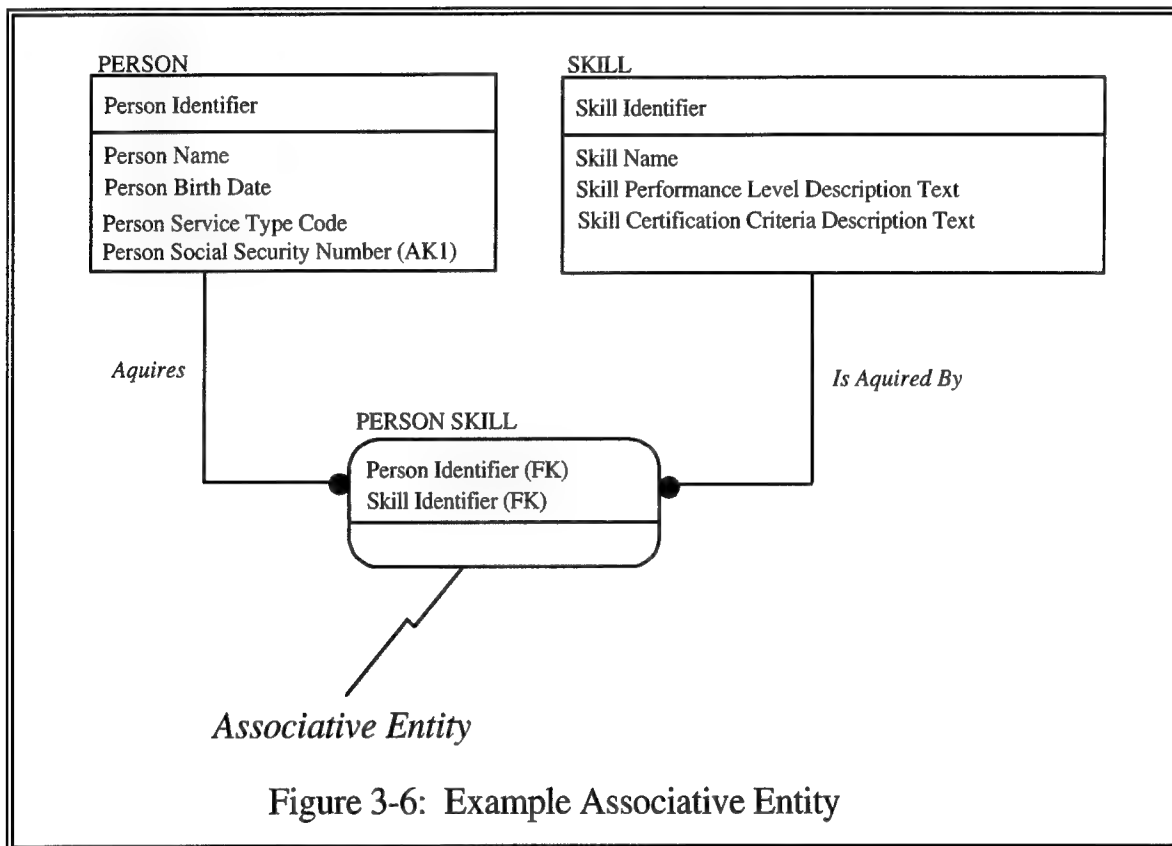 PERSON
Person Identifier
Person Name
Person Birth Date
Person Service Type Code
Person Social Security Number (AK1)
SKILL
Skill Identifier
Skill Name
Skill Performance Level Description Text
Skill Certification Criteria Description Text
Aquires
Is Aquired By
PERSON SKILL
Person Identifier (FK)
Skill Identifier (FK)
Associative Entity
Figure 3-6: Example Associative Entity